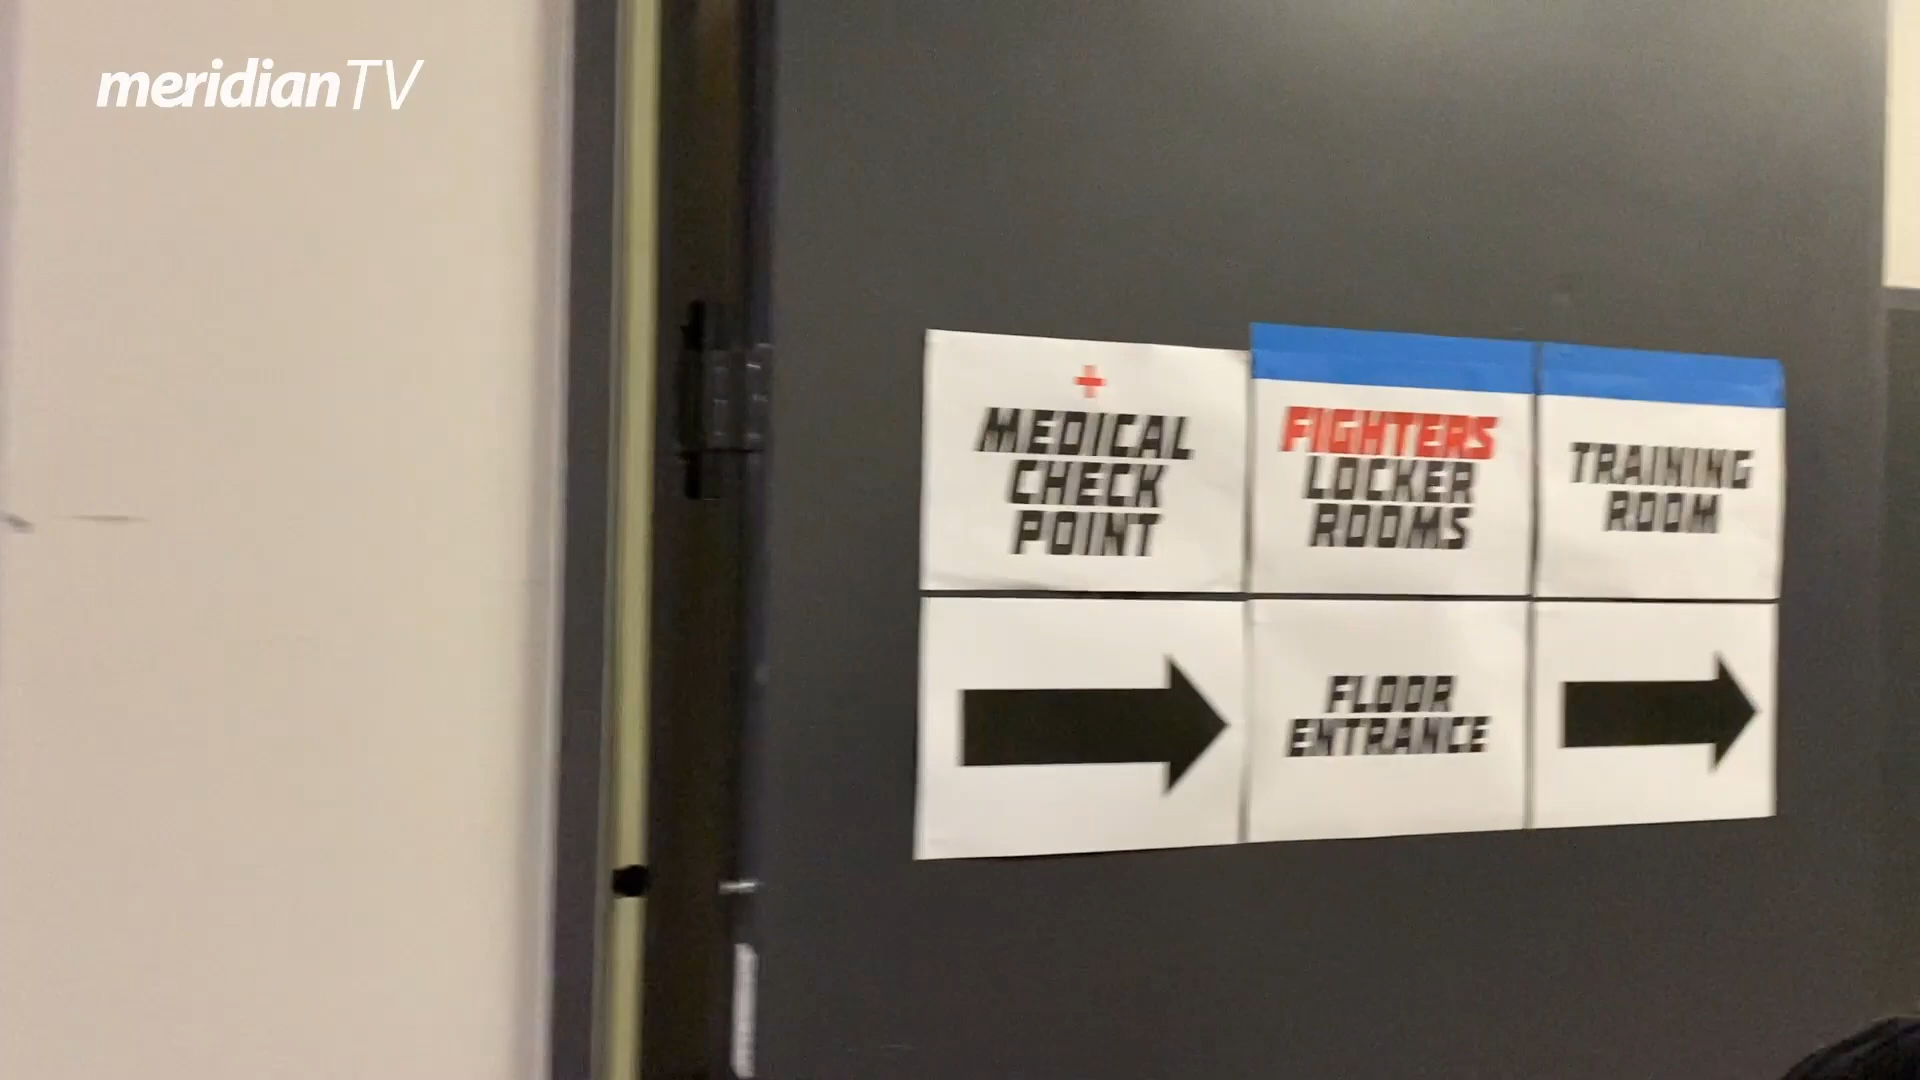 meridianTV
MEDICAL
CHECK
POINT
FIGHTERS
LOCKER
ROOMS
TRAINING
ROOM
FLOOR
ENTRANCE